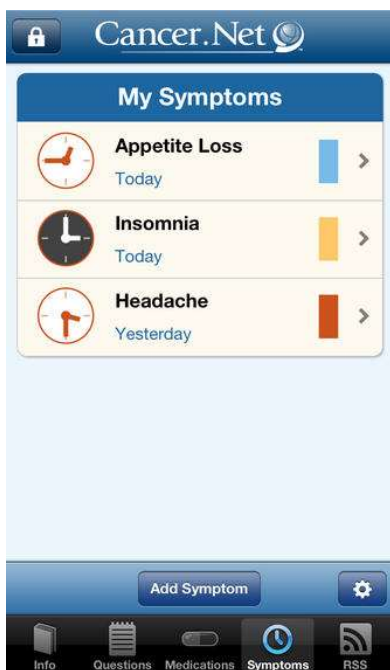 Cancer.Net
My Symptoms
Appetite Loss
Today
Insomnia
Today
Headache
Yesterday
Add Symptom
Info Questions Medications Symptoms RSS